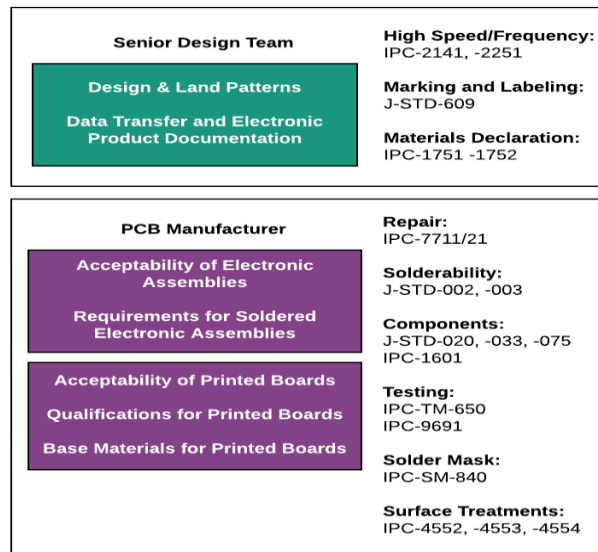 Senior Design Team
Design & Land Patterns
Data Transfer and Electronic
Product Documentation
High Speed/Frequency:
IPC-2141, -2251
Marking and Labeling:
J-STD-609
Materials Declaration:
IPC-1751 -1752
PCB Manufacturer
Acceptability of Electronic
Assemblies
Requirements for Soldered
Electronic Assemblies
Acceptability of Printed Boards
Qualifications for Printed Boards
Base Materials for Printed Boards
Repair:
IPC-7711/21
Solderability:
J-STD-002, -003
Components:
J-STD-020, -033, -075
IPC-1601
Testing:
IPC-TM-650
IPC-9691
Solder Mask:
IPC-SM-840
Surface Treatments:
IPC-4552, -4553, -4554